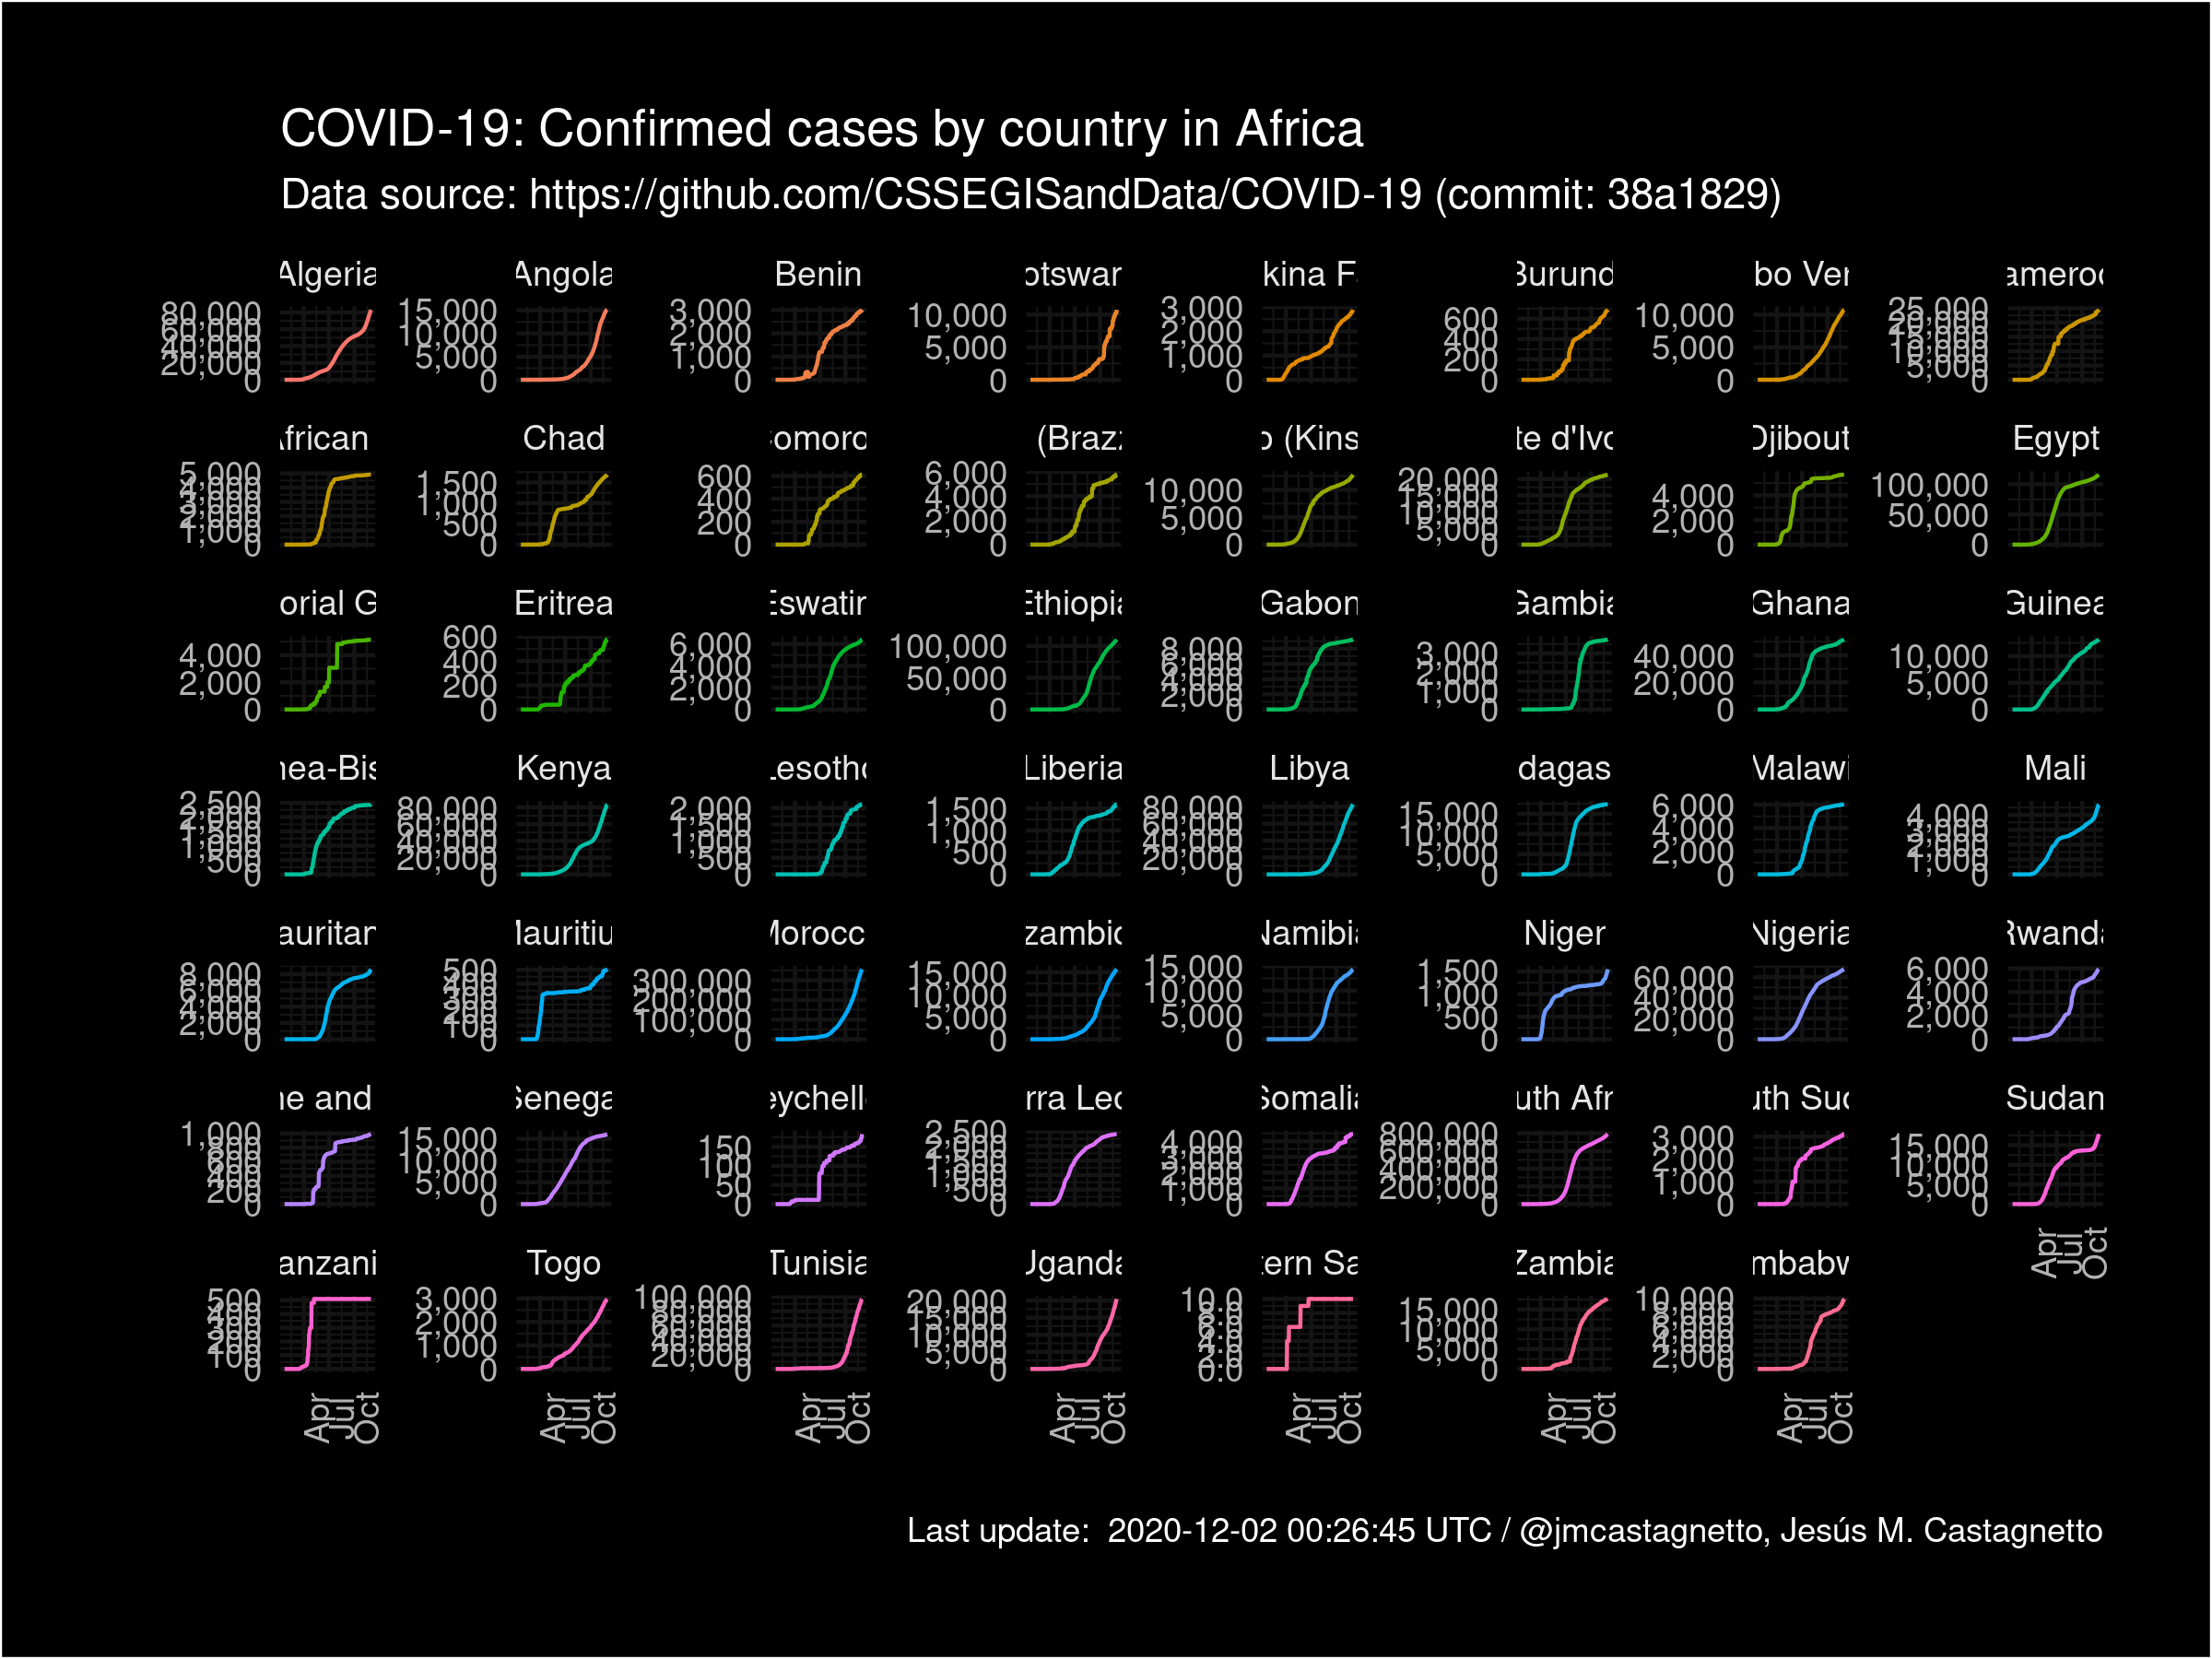 COVID-19: Confirmed cases by country in Africa
Data source: https://github.com/CSSEGISandData/COVID-19 (commit: 38a1829)
Algeria Angola Benin otswar kina F Burund bo Ver ameroo
80,000 60,000 40,000 20,000 0 15,000 10,000 5,000 0 3,000 2,000 1,000 0 10,000 5,000 0 3,000 2,000 1,000 0 600 400 200 0 10,000 5,000 0 25,000 20,000 15,000 10,000 5,000 0
African Chad omoro (Braz o (Kins te d'Ivo Djibout Egypt
5,000 4,000 3,000 2,000 1,000 0 1,500 1,000 500 0 600 400 200 0 6,000 4,000 2,000 0 10,000 5,000 0 20,000 15,000 10,000 5,000 0 4,000 2,000 0 100,000 50,000 0
orial G Eritrea Eswatin Ethiopia Gabon Gambia Ghana Guinea
4,000 2,000 0 600 400 200 0 6,000 4,000 2,000 0 100,000 50,000 0 8,000 6,000 4,000 2,000 0 3,000 2,000 1,000 0 40,000 20,000 0 10,000 5,000 0
nea-Bis Kenya Lesotho Liberia Libya dagas Malawi Mali
2,500 2,000 1,500 1,000 500 0 80,000 60,000 40,000 20,000 0 2,000 1,500 1,000 500 0 1,500 1,000 500 0 80,000 60,000 40,000 20,000 0 15,000 10,000 5,000 0 6,000 4,000 2,000 0 4,000 3,000 2,000 1,000 0
auritan Mauritiu Morocc zambic Namibia Niger Nigeria Rwanda
8,000 6,000 4,000 2,000 0 500 400 300 200 100 0 300,000 200,000 100,000 0 15,000 10,000 5,000 0 15,000 10,000 5,000 0 1,500 1,000 500 0 60,000 40,000 20,000 0 6,000 4,000 2,000 0
ne and Senega eychell rra Leo Somalia uth Afr uth Sud Sudan
1,000 800 600 400 200 0 15,000 10,000 5,000 0 150 100 50 0 2,500 2,000 1,500 1,000 500 0 4,000 3,000 2,000 1,000 0 800,000 600,000 400,000 200,000 0 3,000 2,000 1,000 0 15,000 10,000 5,000 0
Apr Jul Oct
anzani Togo Tunisia Uganda tern Sa Zambia mbabw
500 400 300 200 100 0 3,000 2,000 1,000 0 100,000 80,000 60,000 40,000 20,000 0 20,000 15,000 10,000 5,000 0 10.0 8.0 6.0 4.0 2.0 0.0 15,000 10,000 5,000 0 10,000 8,000 6,000 4,000 2,000 0
Apr Jul Oct Apr Jul Oct Apr Jul Oct Apr Jul Oct Apr Jul Oct Apr Jul Oct Apr Jul Oct
Last update: 2020-12-02 00:26:45 UTC / @jmcastagnetto, Jesús M. Castagnetto